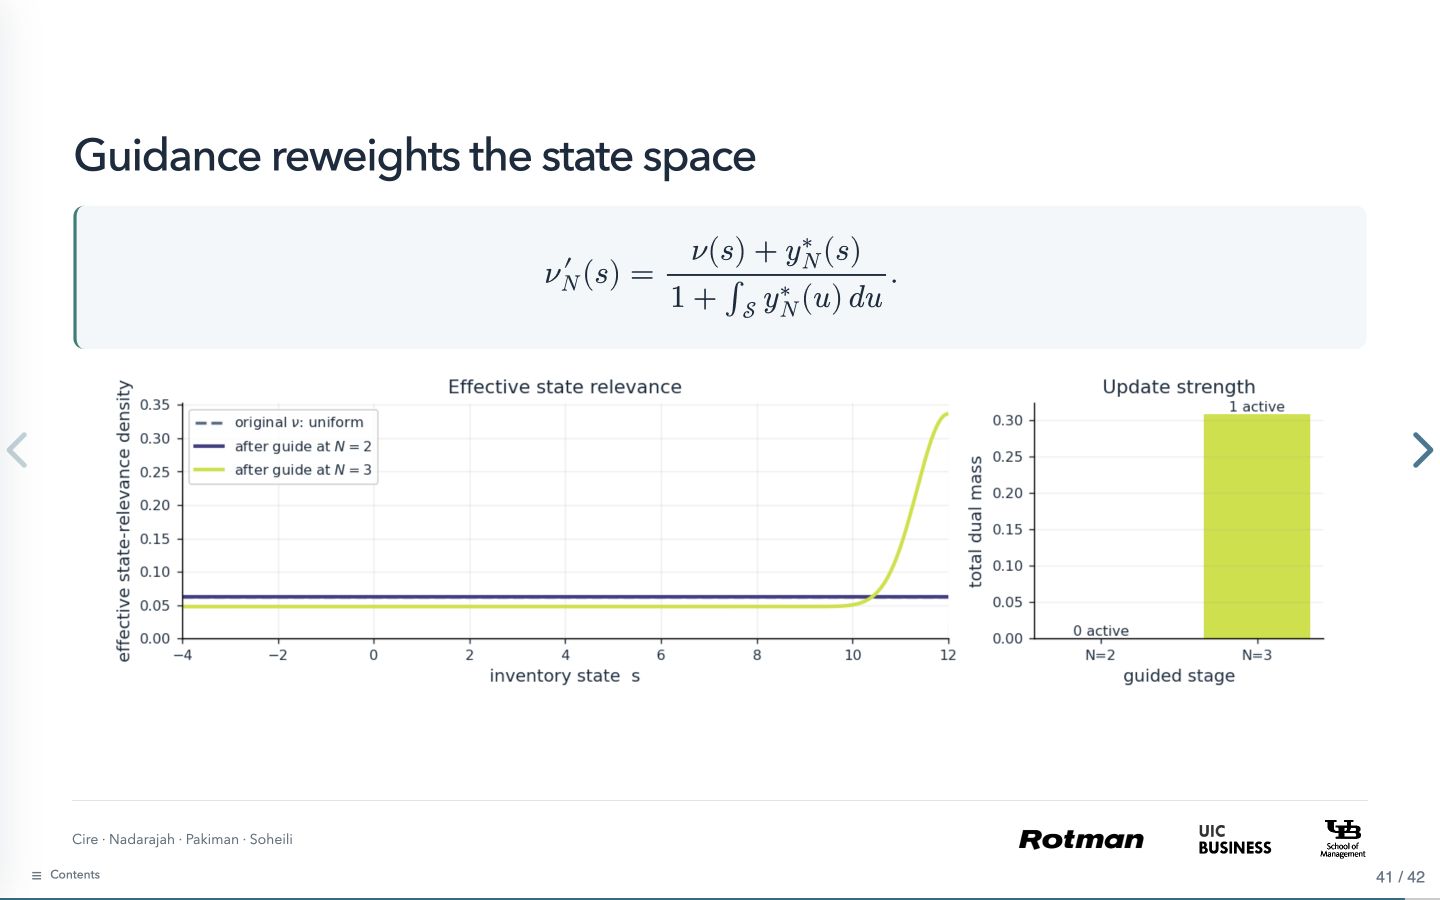 Guidance reweights the state space
ν′_N(s) = (ν(s) + y*_N(s)) / (1 + ∫_𝒮 y*_N(u) du).
Effective state relevance
effective state-relevance density
0.35
0.30
0.25
0.20
0.15
0.10
0.05
0.00
original ν: uniform
after guide at N = 2
after guide at N = 3
−4 −2 0 2 4 6 8 10 12
inventory state s
Update strength
total dual mass
0.30
0.25
0.20
0.15
0.10
0.05
0.00
1 active
0 active
N=2 N=3
guided stage
Cire · Nadarajah · Pakiman · Soheili
Rotman
UIC
BUSINESS
UB
School of
Management
≡ Contents
41 / 42